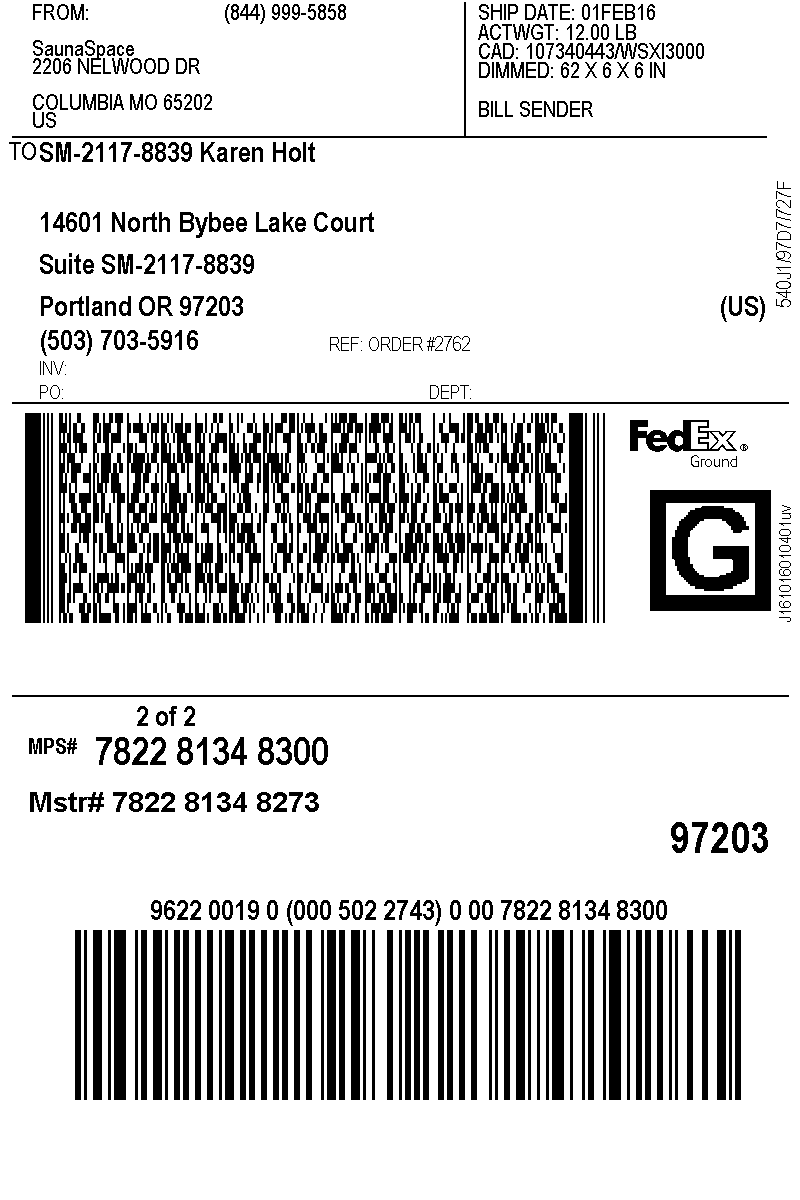 FROM: (844) 999-5858
SaunaSpace
2206 NELWOOD DR
COLUMBIA MO 65202
US
SHIP DATE: 01FEB16
ACTWGT: 12.00 LB
CAD: 107340443/WSXI3000
DIMMED: 62 X 6 X 6 IN
BILL SENDER
TO SM-2117-8839 Karen Holt
14601 North Bybee Lake Court
Suite SM-2117-8839
Portland OR 97203 (US)
(503) 703-5916 REF: ORDER #2762
INV:
PO: DEPT:
540J1/97D7/727F
FedEx®
Ground
G
J161016010401uv
2 of 2
MPS# 7822 8134 8300
Mstr# 7822 8134 8273
97203
9622 0019 0 (000 502 2743) 0 00 7822 8134 8300